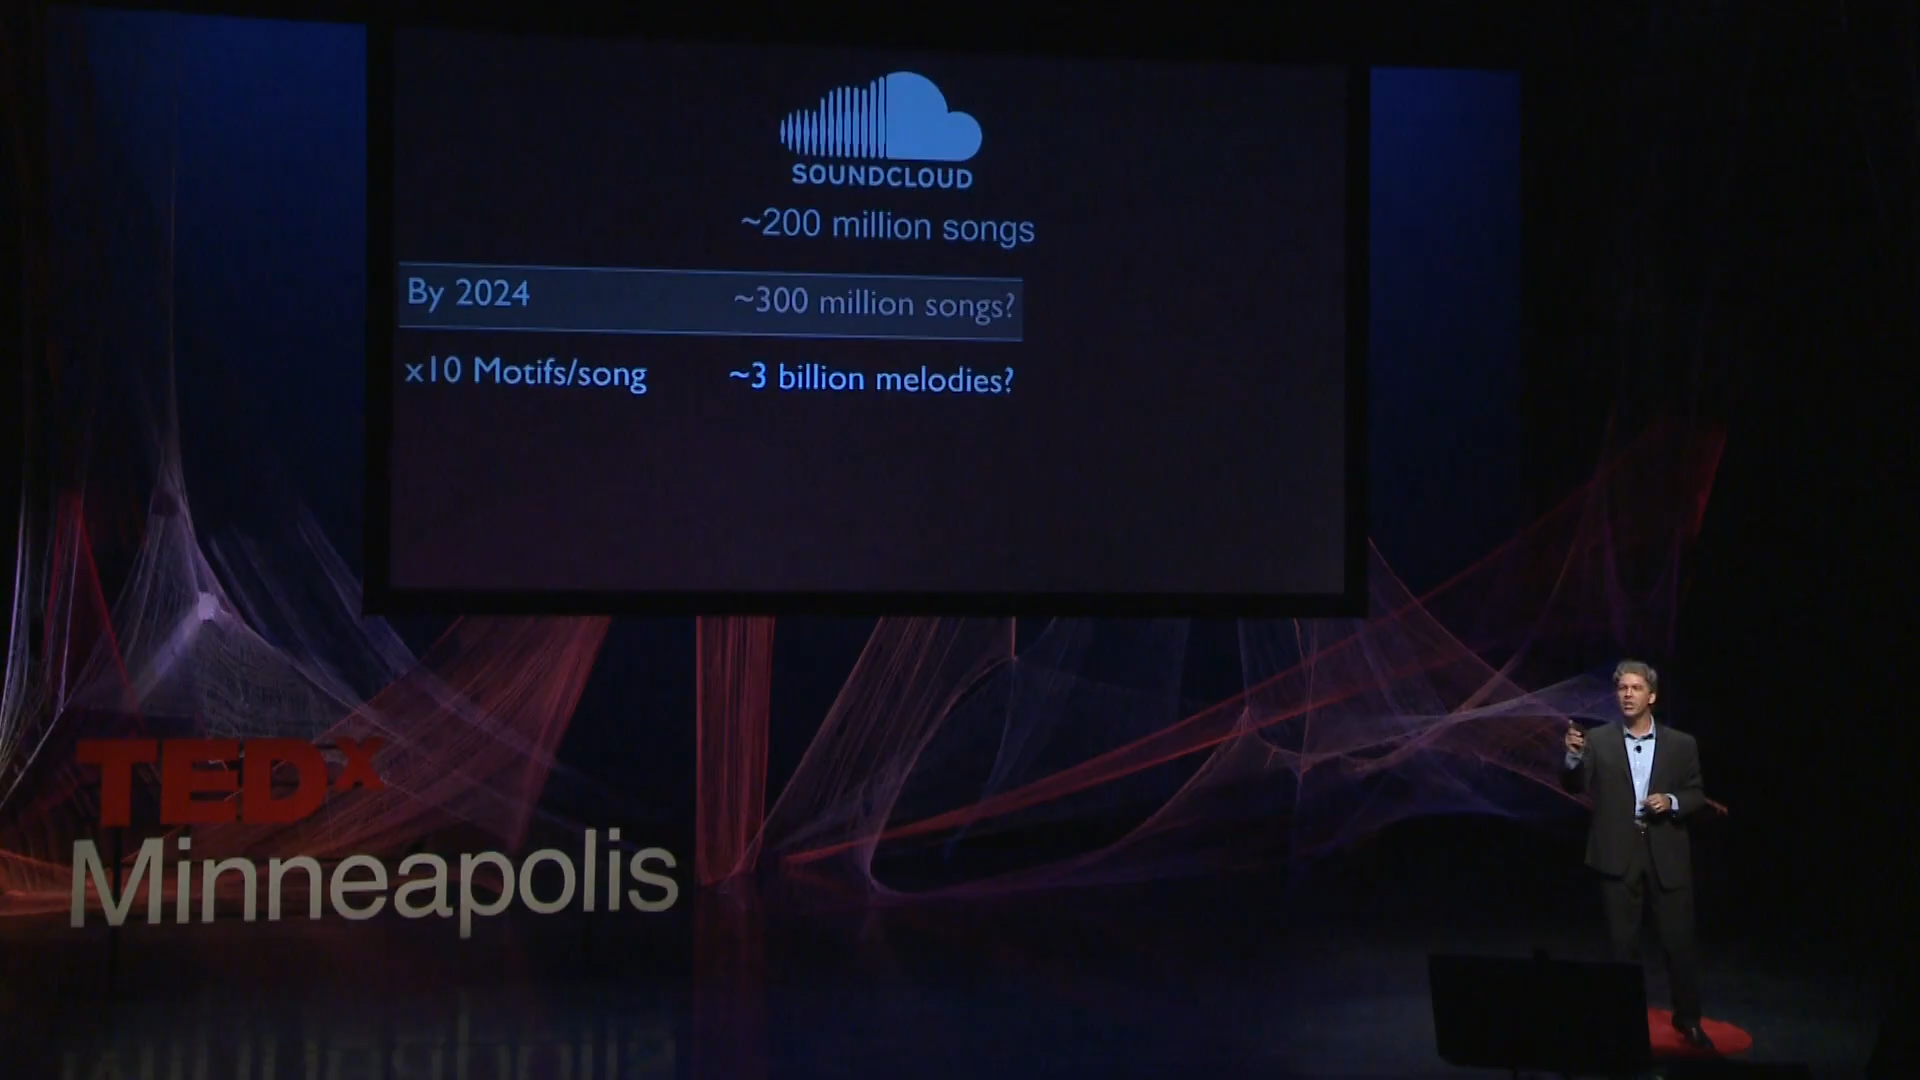 SOUNDCLOUD
~200 million songs
By 2024 ~300 million songs?
x10 Motifs/song ~3 billion melodies?
TEDx
Minneapolis